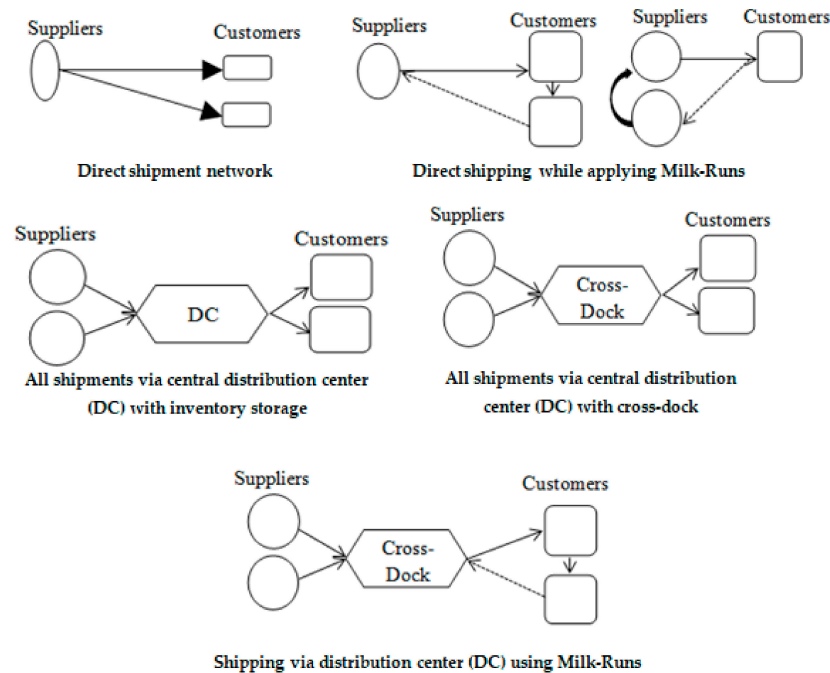 Suppliers
Customers
Direct shipment network
Suppliers
Customers
Suppliers
Customers
Direct shipping while applying Milk-Runs
Suppliers
Customers
DC
All shipments via central distribution center
(DC) with inventory storage
Suppliers
Customers
Cross-
Dock
All shipments via central distribution
center (DC) with cross-dock
Suppliers
Customers
Cross-
Dock
Shipping via distribution center (DC) using Milk-Runs